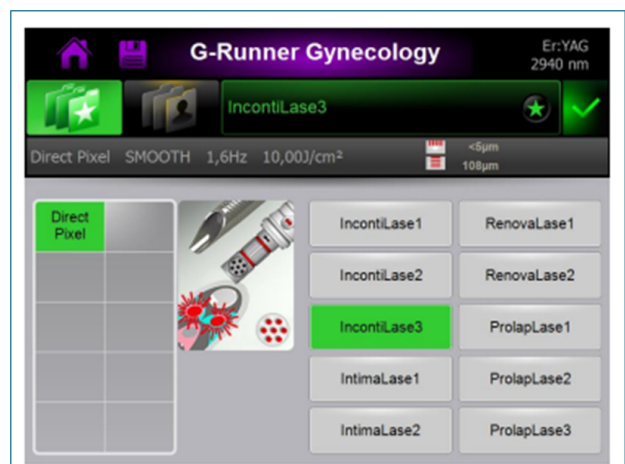 G-Runner Gynecology
Er:YAG
2940 nm
IncontiLase3
Direct Pixel SMOOTH 1,6Hz 10,00J/cm²
<5µm
108µm
Direct
Pixel
IncontiLase1
RenovaLase1
IncontiLase2
RenovaLase2
IncontiLase3
ProlapLase1
IntimaLase1
ProlapLase2
IntimaLase2
ProlapLase3